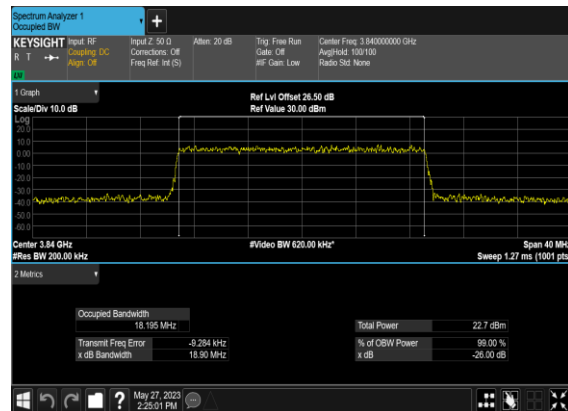 Spectrum Analyzer 1
Occupied BW
KEYSIGHT
R T
LW
Input: RF
Coupling: DC
Align: Off
Input Z: 50 Ω
Corrections: Off
Freq Ref: Int (S)
Atten: 20 dB
Trig: Free Run
Gate: Off
#IF Gain: Low
Center Freq: 3.840000000 GHz
Avg|Hold: 100/100
Radio Std: None
1 Graph
Scale/Div 10.0 dB
Ref Lvl Offset 26.50 dB
Ref Value 30.00 dBm
Log
20.0
10.0
0.00
-10.0
-20.0
-30.0
-40.0
-50.0
-60.0
Center 3.84 GHz
#Res BW 200.00 kHz
#Video BW 620.00 kHz*
Span 40 MHz
Sweep 1.27 ms (1001 pts
2 Metrics
Occupied Bandwidth
18.195 MHz
Total Power 22.7 dBm
Transmit Freq Error -9.284 kHz
% of OBW Power 99.00 %
x dB Bandwidth 18.90 MHz
x dB -26.00 dB
?
May 27, 2023
2:25:01 PM